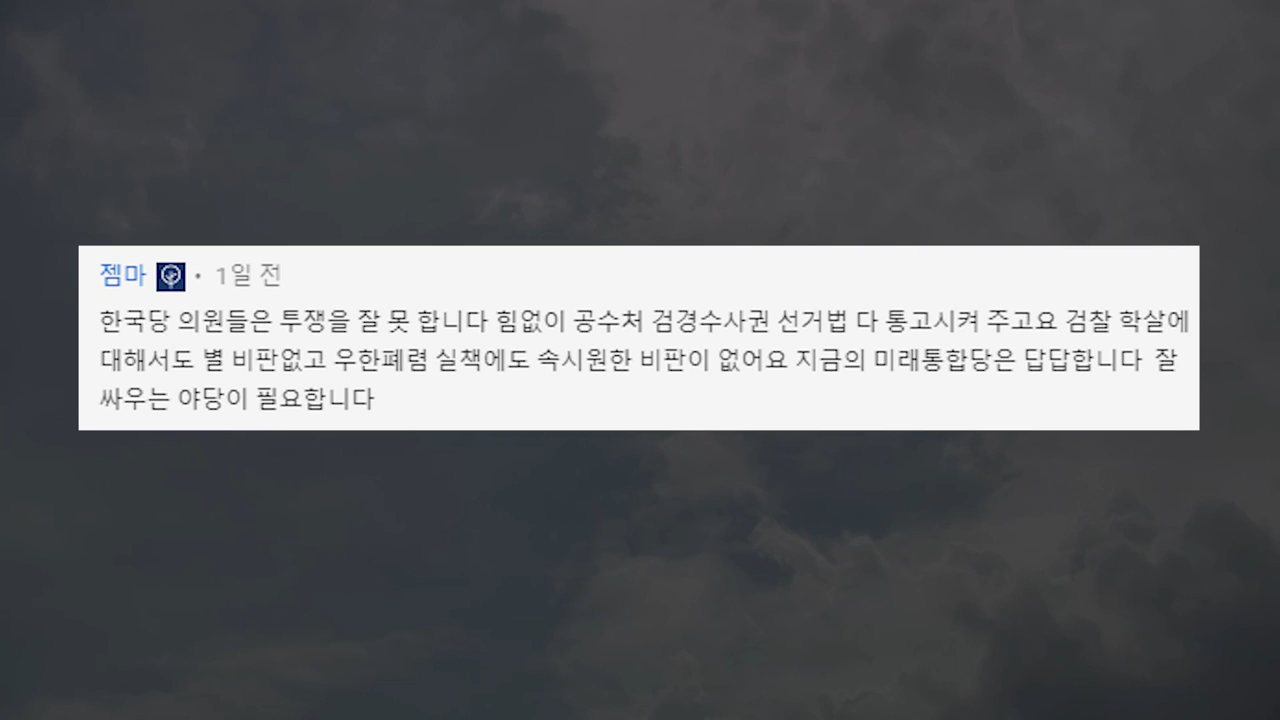 젬마 · 1일 전
한국당 의원들은 투쟁을 잘 못 합니다 힘없이 공수처 검경수사권 선거법 다 통고시켜 주고요 검찰 학살에
대해서도 별 비판없고 우한폐렴 실책에도 속시원한 비판이 없어요 지금의 미래통합당은 답답합니다 잘
싸우는 야당이 필요합니다